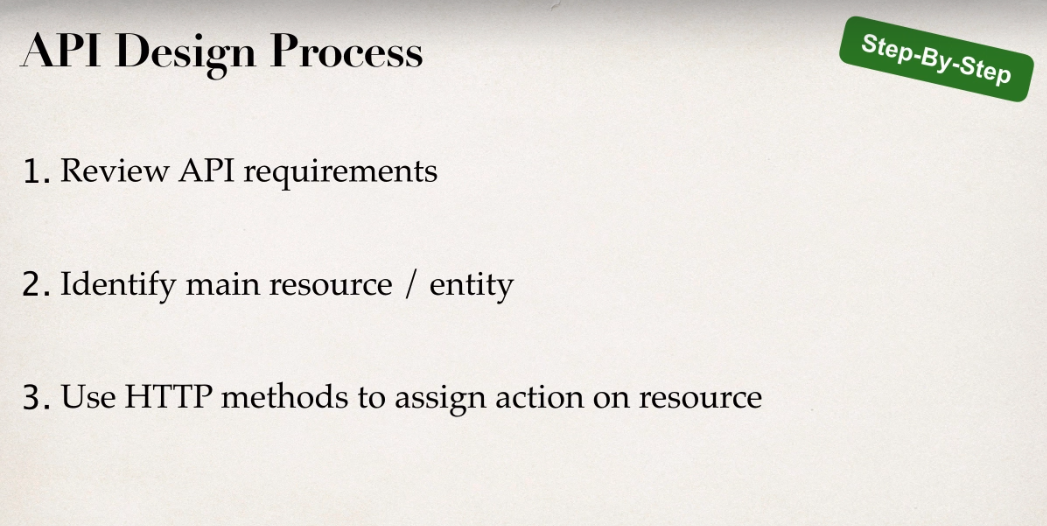 API Design Process
Step-By-Step
1. Review API requirements
2. Identify main resource / entity
3. Use HTTP methods to assign action on resource